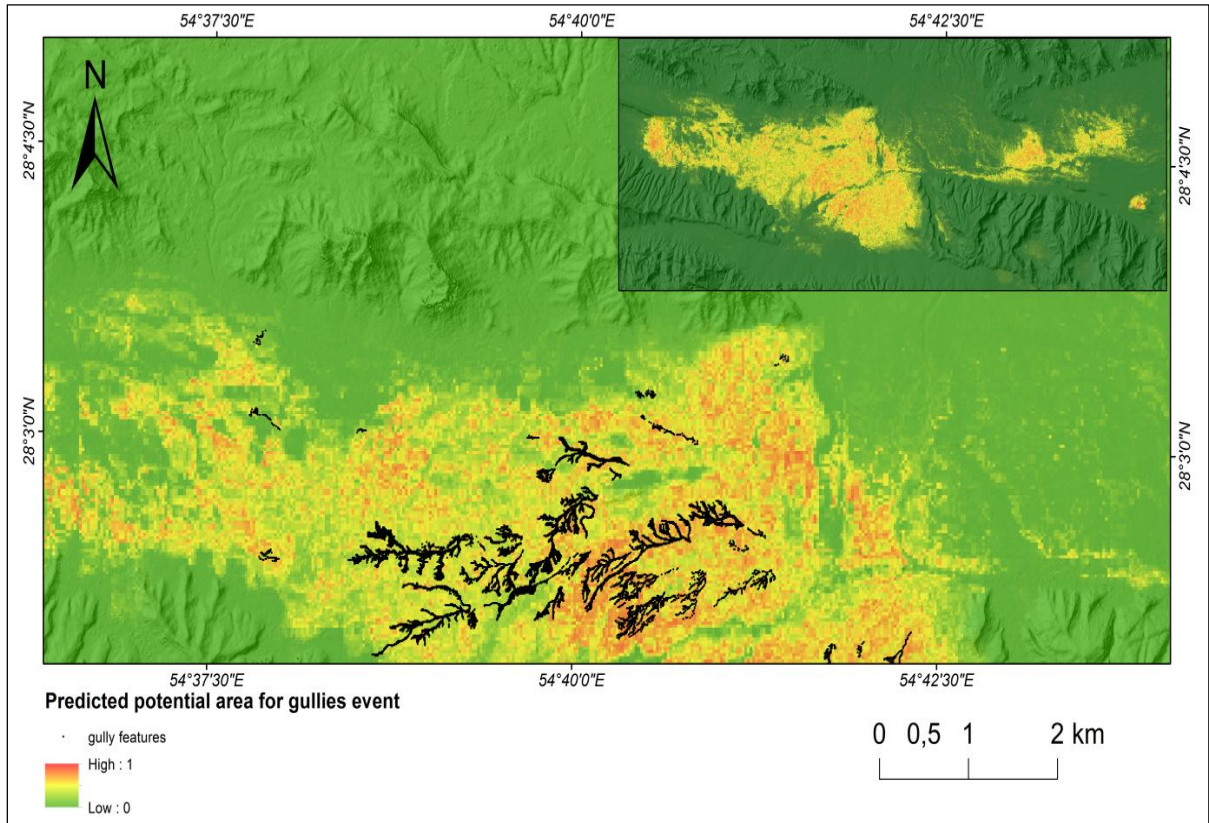 54°37'30"E 54°40'0"E 54°42'30"E
N
28°4'30"N
28°4'30"N
28°3'0"N
28°3'0"N
54°37'30"E 54°40'0"E 54°42'30"E
Predicted potential area for gullies event
gully features
High : 1
Low : 0
0 0,5 1 2 km